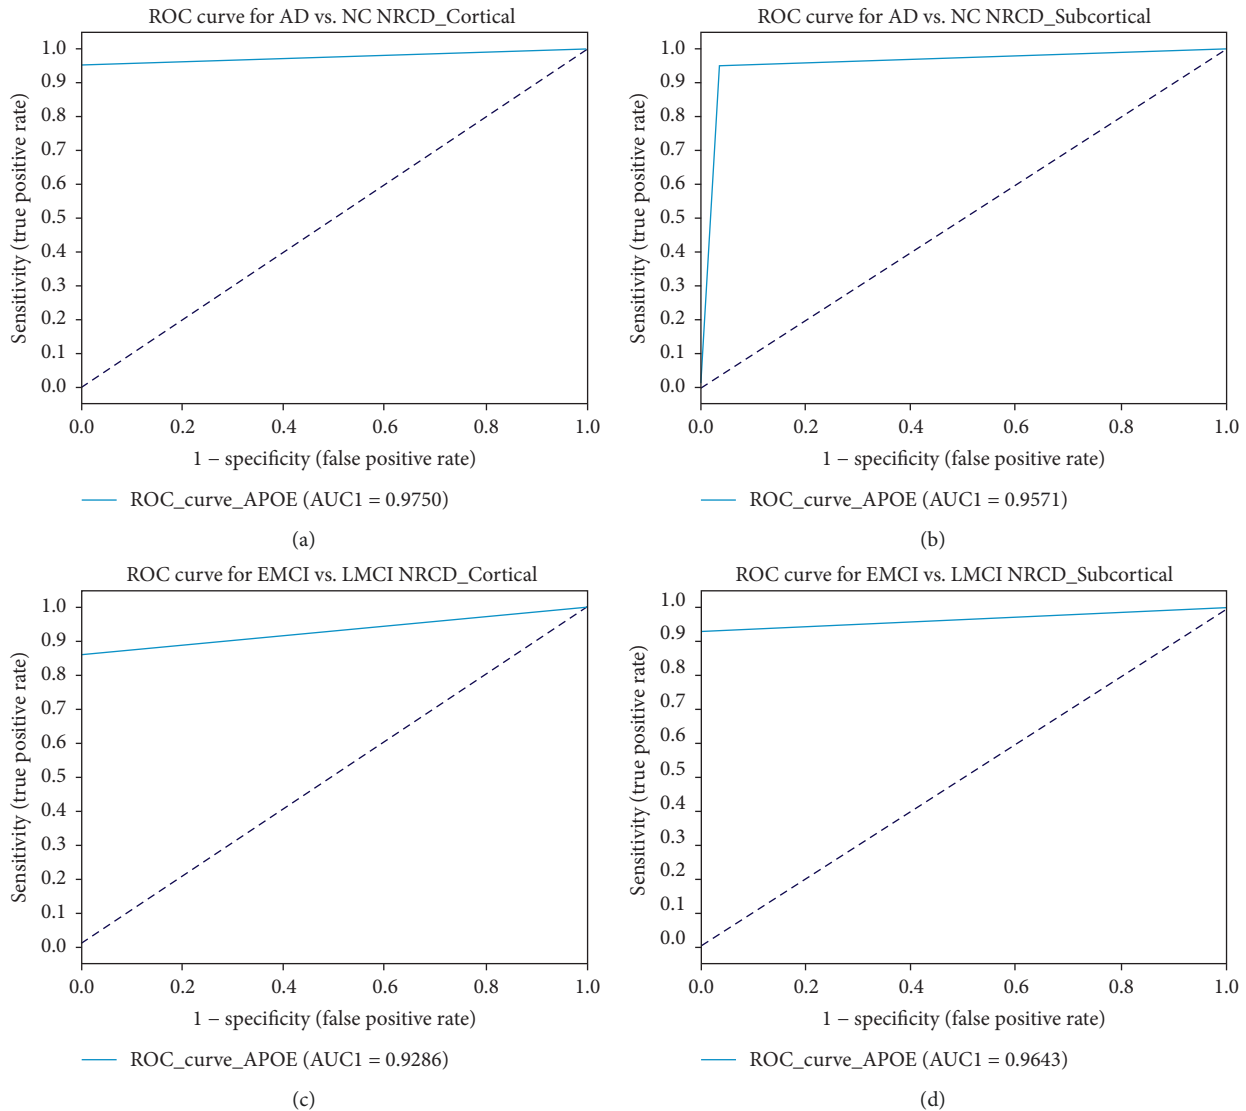 ROC curve for AD vs. NC NRCD_Cortical
1.0
0.9
0.8
0.7
0.6
0.5
0.4
0.3
0.2
0.1
0.0
Sensitivity (true positive rate)
0.0 0.2 0.4 0.6 0.8 1.0
1 − specificity (false positive rate)
ROC_curve_APOE (AUC1 = 0.9750)
(a)
ROC curve for AD vs. NC NRCD_Subcortical
1.0
0.9
0.8
0.7
0.6
0.5
0.4
0.3
0.2
0.1
0.0
Sensitivity (true positive rate)
0.0 0.2 0.4 0.6 0.8 1.0
1 − specificity (false positive rate)
ROC_curve_APOE (AUC1 = 0.9571)
(b)
ROC curve for EMCI vs. LMCI NRCD_Cortical
1.0
0.9
0.8
0.7
0.6
0.5
0.4
0.3
0.2
0.1
0.0
Sensitivity (true positive rate)
0.0 0.2 0.4 0.6 0.8 1.0
1 − specificity (false positive rate)
ROC_curve_APOE (AUC1 = 0.9286)
(c)
ROC curve for EMCI vs. LMCI NRCD_Subcortical
1.0
0.9
0.8
0.7
0.6
0.5
0.4
0.3
0.2
0.1
0.0
Sensitivity (true positive rate)
0.0 0.2 0.4 0.6 0.8 1.0
1 − specificity (false positive rate)
ROC_curve_APOE (AUC1 = 0.9643)
(d)